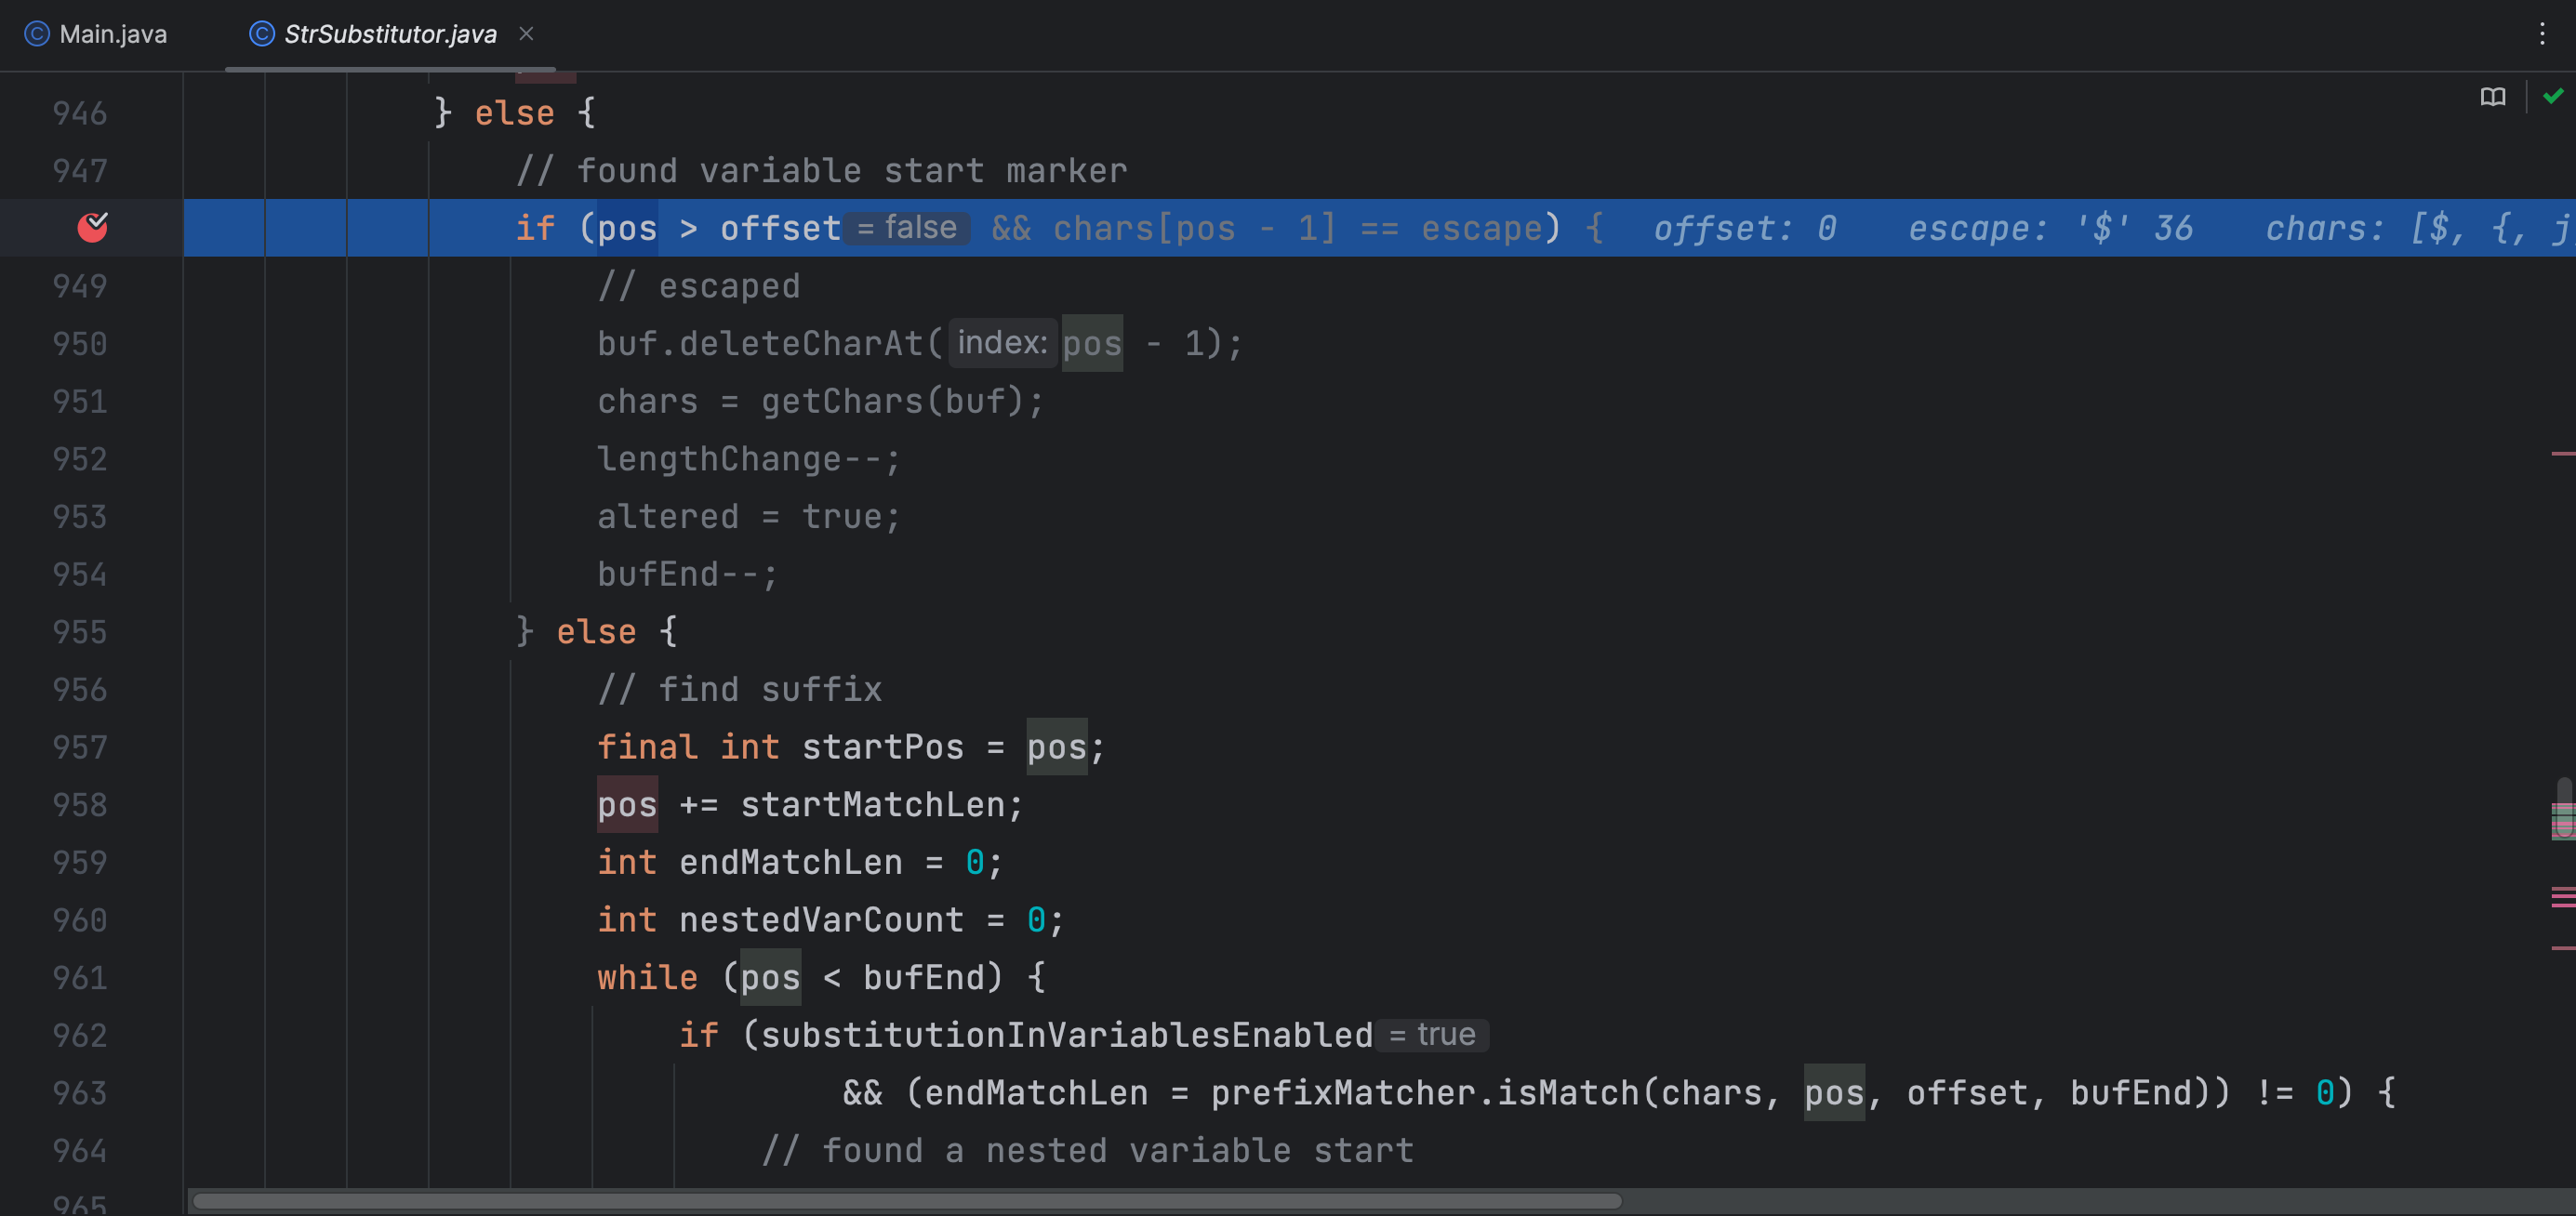 Main.java StrSubstitutor.java
946 } else {
947 // found variable start marker
if (pos > offset = false && chars[pos - 1] == escape) { offset: 0 escape: '$' 36 chars: [$, {, j
949 // escaped
950 buf.deleteCharAt( index: pos - 1);
951 chars = getChars(buf);
952 lengthChange--;
953 altered = true;
954 bufEnd--;
955 } else {
956 // find suffix
957 final int startPos = pos;
958 pos += startMatchLen;
959 int endMatchLen = 0;
960 int nestedVarCount = 0;
961 while (pos < bufEnd) {
962 if (substitutionInVariablesEnabled = true
963 && (endMatchLen = prefixMatcher.isMatch(chars, pos, offset, bufEnd)) != 0) {
964 // found a nested variable start
965